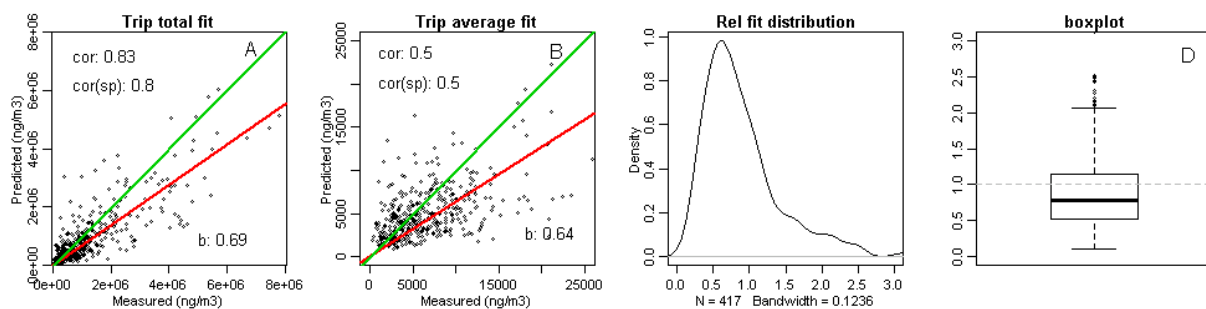 Trip total fit
A
cor: 0.83
cor(sp): 0.8
b: 0.69
Predicted (ng/m3)
0e+00 2e+06 4e+06 6e+06 8e+06
0e+00 2e+06 4e+06 6e+06 8e+06
Measured (ng/m3)
Trip average fit
B
cor: 0.5
cor(sp): 0.5
b: 0.64
Predicted (ng/m3)
0 5000 15000 25000
0 5000 15000 25000
Measured (ng/m3)
Rel fit distribution
Density
0.0 0.2 0.4 0.6 0.8 1.0
0.0 0.5 1.0 1.5 2.0 2.5 3.0
N = 417 Bandwidth = 0.1236
boxplot
D
0.0 0.5 1.0 1.5 2.0 2.5 3.0